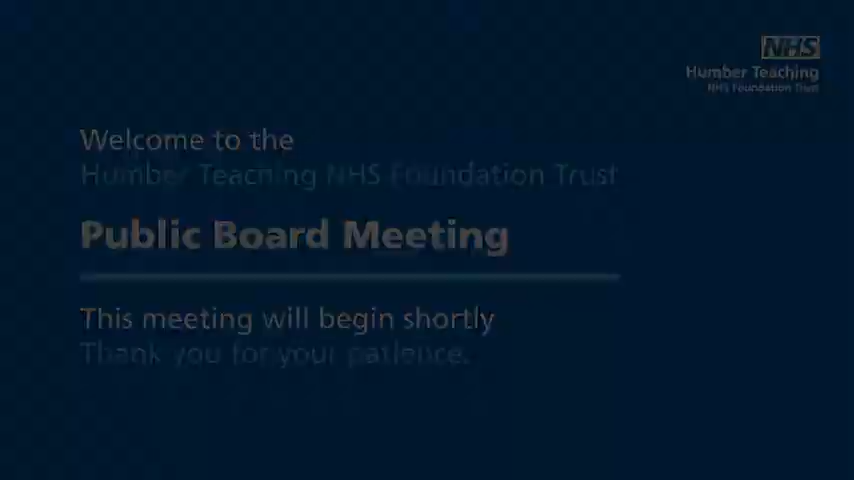 NHS
Humber Teaching
NHS Foundation Trust
Welcome to the
Humber Teaching NHS Foundation Trust
Public Board Meeting
This meeting will begin shortly
Thank you for your patience.